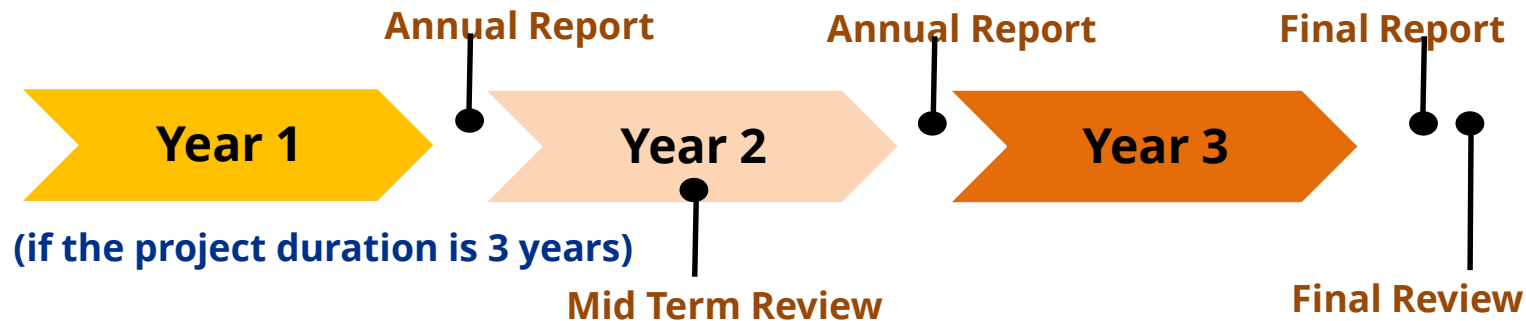 Annual Report
Annual Report
Final Report
Year 1
Year 2
Year 3
(if the project duration is 3 years)
Mid Term Review
Final Review